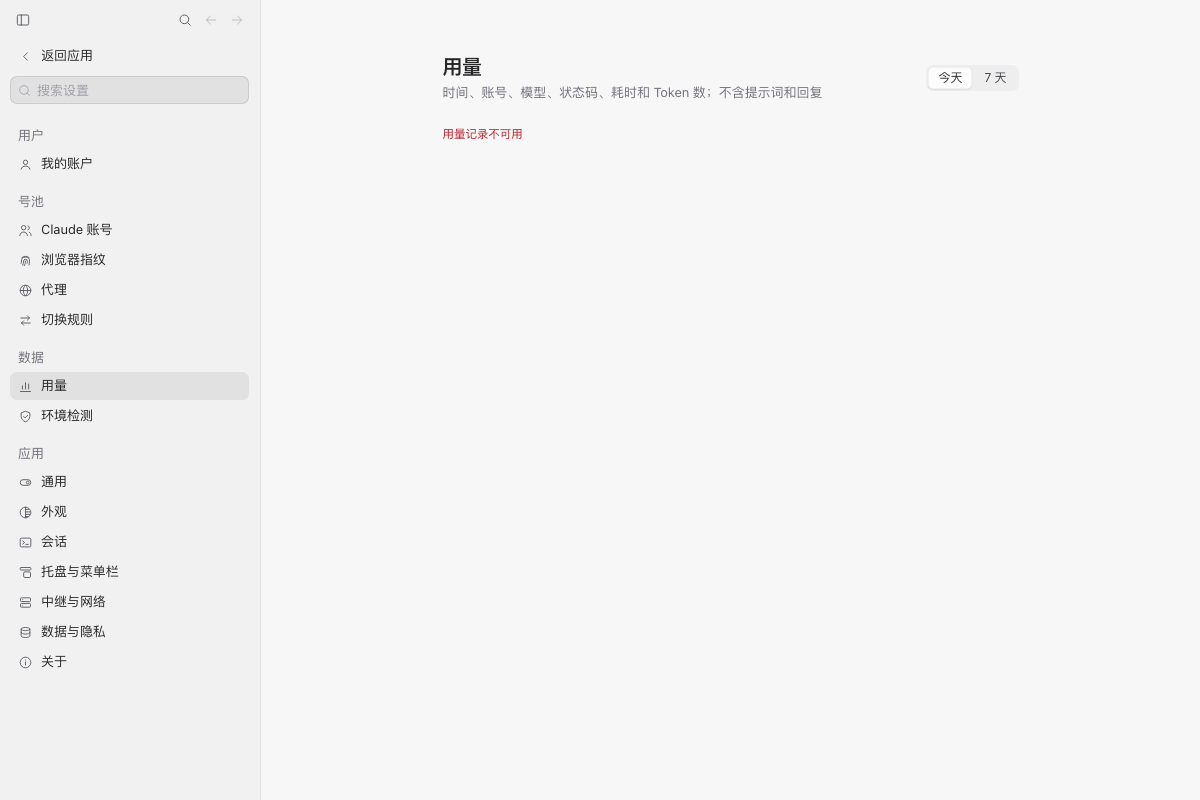 返回应用
搜索设置
用户
我的账户
号池
Claude 账号
浏览器指纹
代理
切换规则
数据
用量
环境检测
应用
通用
外观
会话
托盘与菜单栏
中继与网络
数据与隐私
关于
用量
时间、账号、模型、状态码、耗时和 Token 数；不含提示词和回复
今天
7 天
用量记录不可用